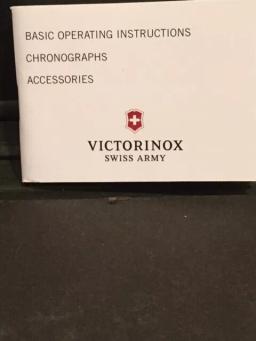 BASIC OPERATING INSTRUCTIONS
CHRONOGRAPHS
ACCESSORIES
VICTORINOX
SWISS ARMY